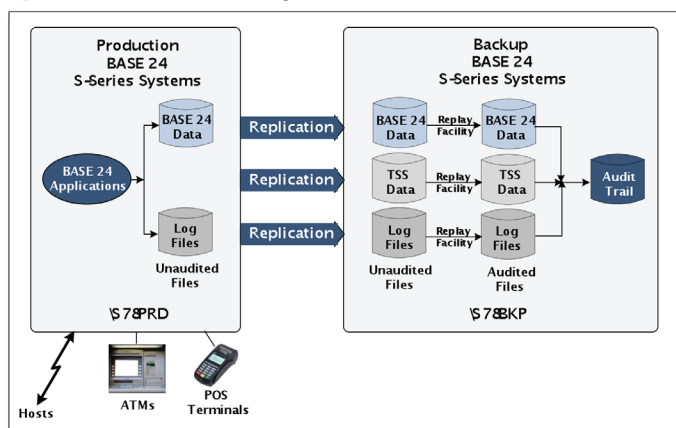 Production
BASE 24
S-Series Systems
BASE 24
Data
BASE 24
Applications
Log
Files
Unaudited
Files
\S78PRD
Replication
Replication
Replication
Backup
BASE 24
S-Series Systems
BASE 24
Data
Replay
Facility
BASE 24
Data
TSS
Data
Replay
Facility
TSS
Data
Audit
Trail
Log
Files
Replay
Facility
Log
Files
Unaudited
Files
Audited
Files
\S78BKP
Hosts
ATMs
POS
Terminals